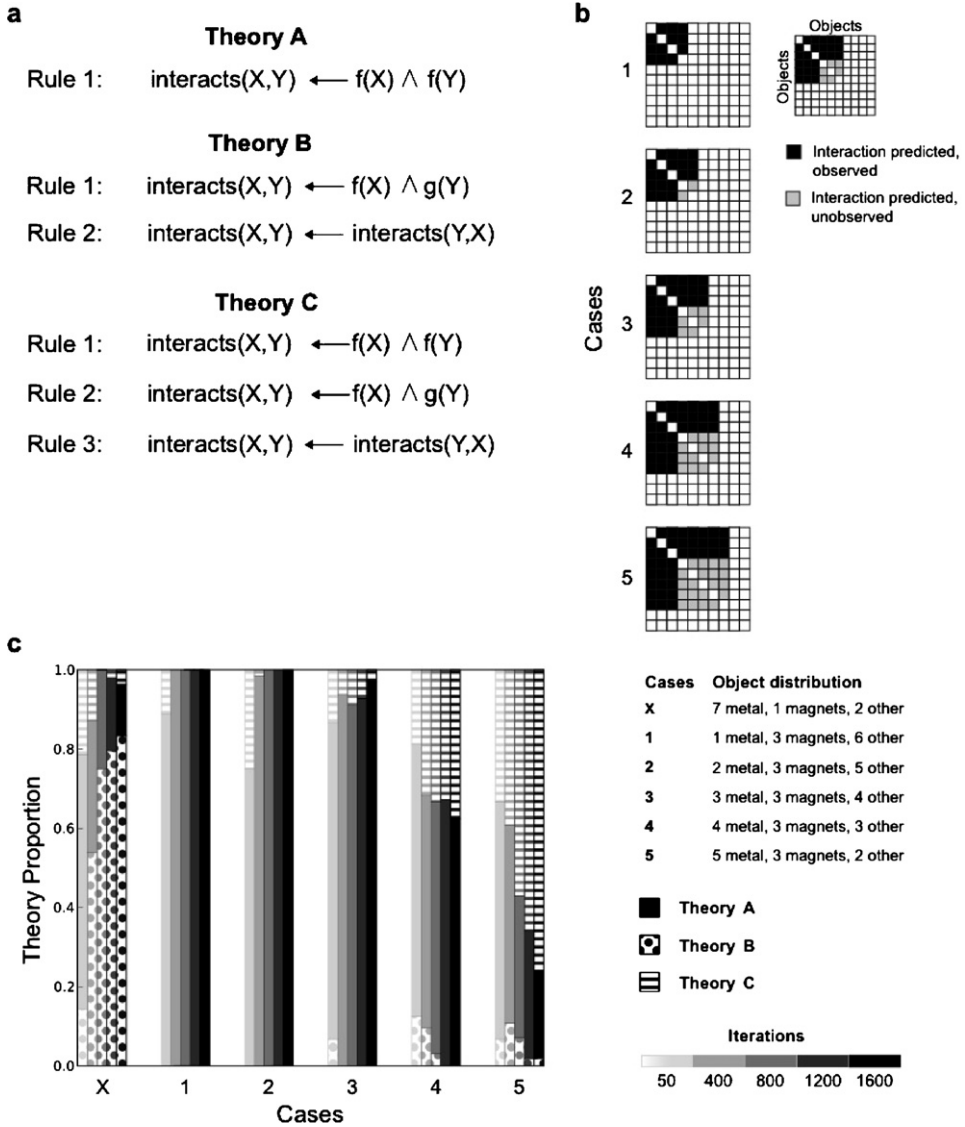 a
Theory A
Rule 1: interacts(X,Y) ← f(X) ∧ f(Y)
Theory B
Rule 1: interacts(X,Y) ← f(X) ∧ g(Y)
Rule 2: interacts(X,Y) ← interacts(Y,X)
Theory C
Rule 1: interacts(X,Y) ← f(X) ∧ f(Y)
Rule 2: interacts(X,Y) ← f(X) ∧ g(Y)
Rule 3: interacts(X,Y) ← interacts(Y,X)
b
Objects
Objects
Interaction predicted,
observed
Interaction predicted,
unobserved
Cases
1
2
3
4
5
c
Theory Proportion
1.0
0.8
0.6
0.4
0.2
0.0
X 1 2 3 4 5
Cases
Cases Object distribution
X 7 metal, 1 magnets, 2 other
1 1 metal, 3 magnets, 6 other
2 2 metal, 3 magnets, 5 other
3 3 metal, 3 magnets, 4 other
4 4 metal, 3 magnets, 3 other
5 5 metal, 3 magnets, 2 other
Theory A
Theory B
Theory C
Iterations
50 400 800 1200 1600